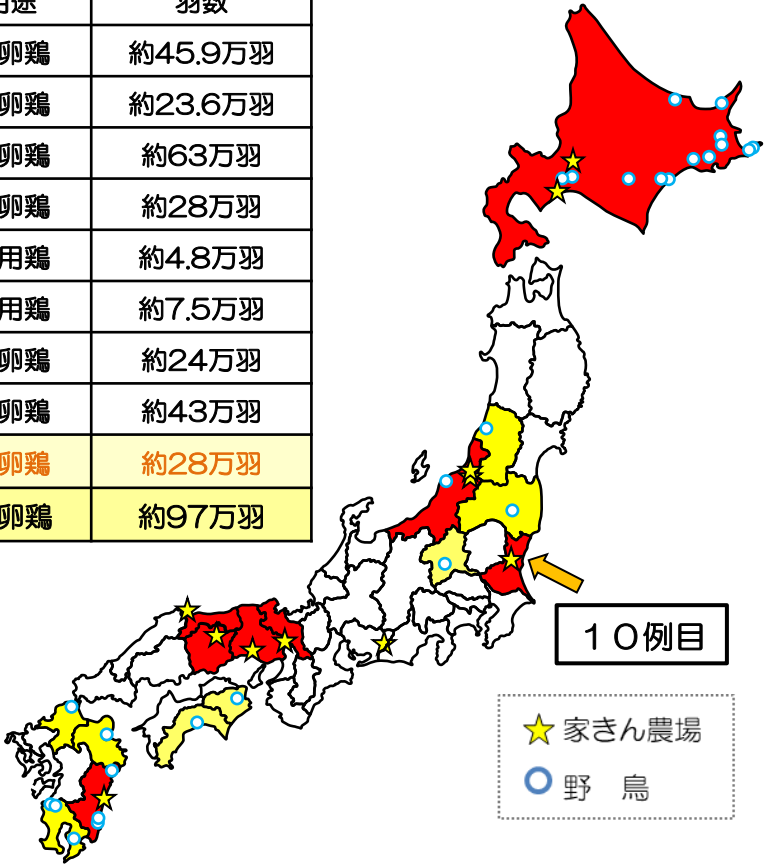 用途 羽数
卵鶏 約45.9万羽
卵鶏 約23.6万羽
卵鶏 約63万羽
卵鶏 約28万羽
用鶏 約4.8万羽
用鶏 約7.5万羽
卵鶏 約24万羽
卵鶏 約43万羽
卵鶏 約28万羽
卵鶏 約97万羽
１０例目
家きん農場
野　鳥